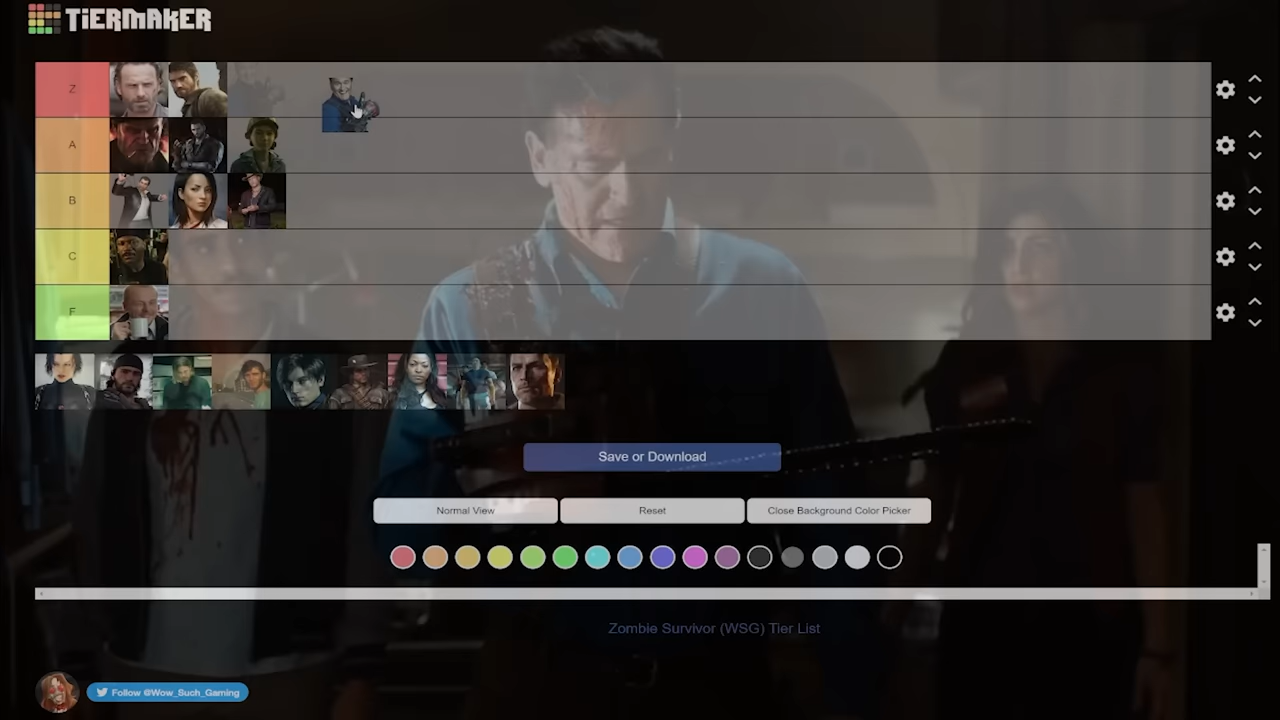 TiERMAKER
Z
A
B
C
F
Save or Download
Normal View
Reset
Close Background Color Picker
Zombie Survivor (WSG) Tier List
Follow @Wow_Such_Gaming